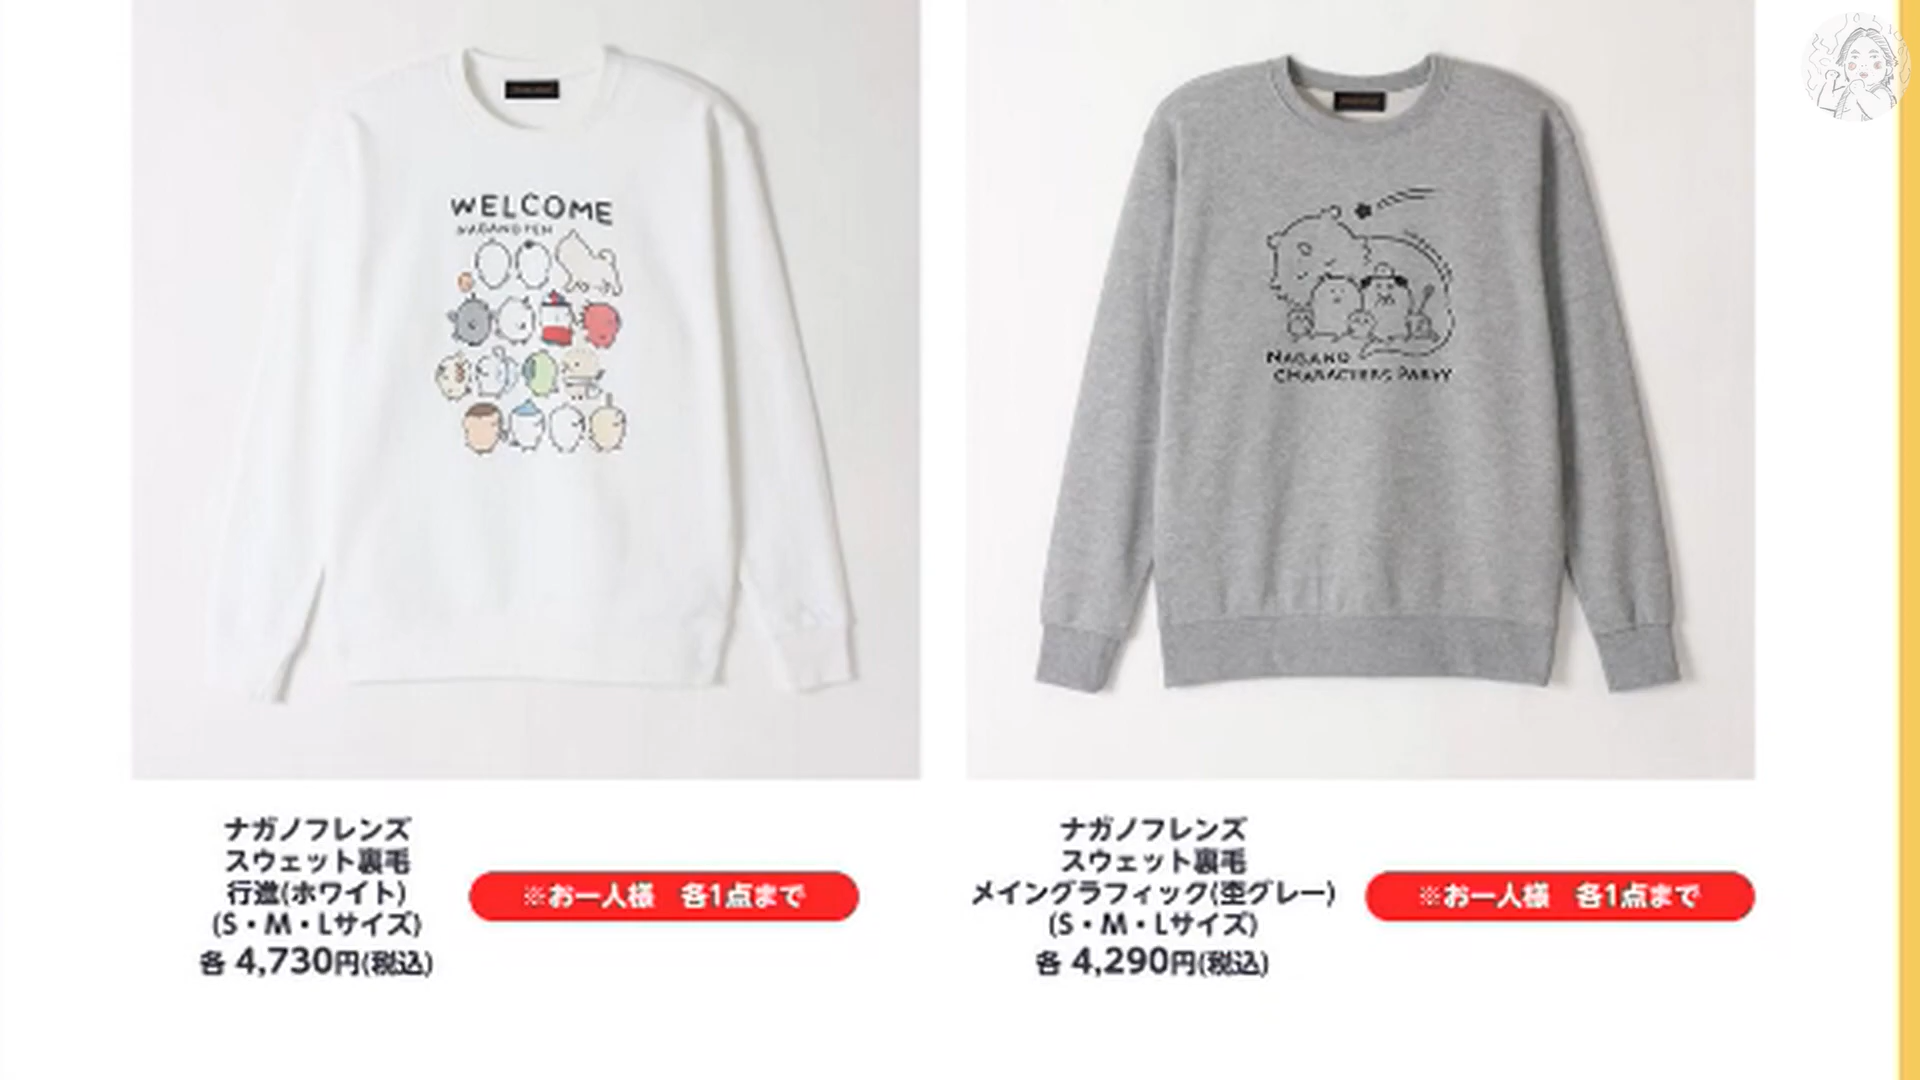 WELCOME
NAGANO TEN
NAGANO
CHARACTERS PARTY
ナガノフレンズ
スウェット裏毛
行進(ホワイト)
(S・M・Lサイズ)
各 4,730円(税込)
※お一人様 各1点まで
ナガノフレンズ
スウェット裏毛
メイングラフィック(杢グレー)
(S・M・Lサイズ)
各 4,290円(税込)
※お一人様 各1点まで